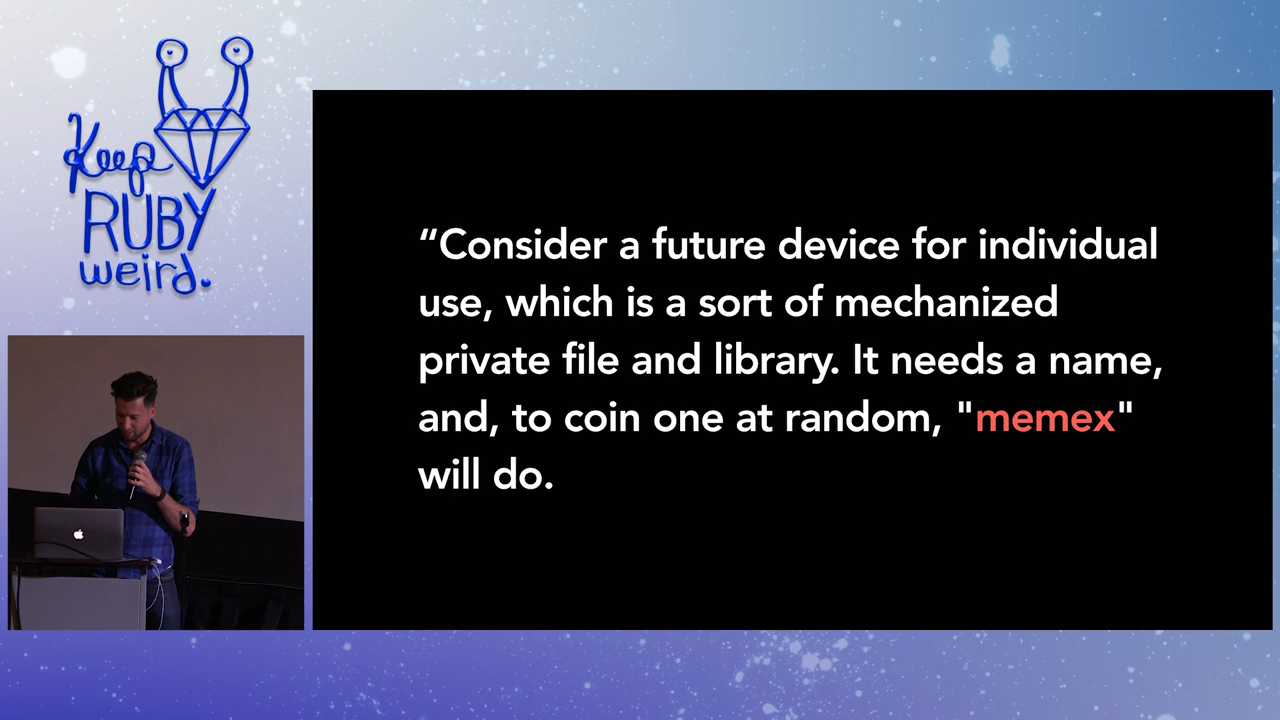 Keep
RUBY
weird.
“Consider a future device for individual
use, which is a sort of mechanized
private file and library. It needs a name,
and, to coin one at random, "memex"
will do.